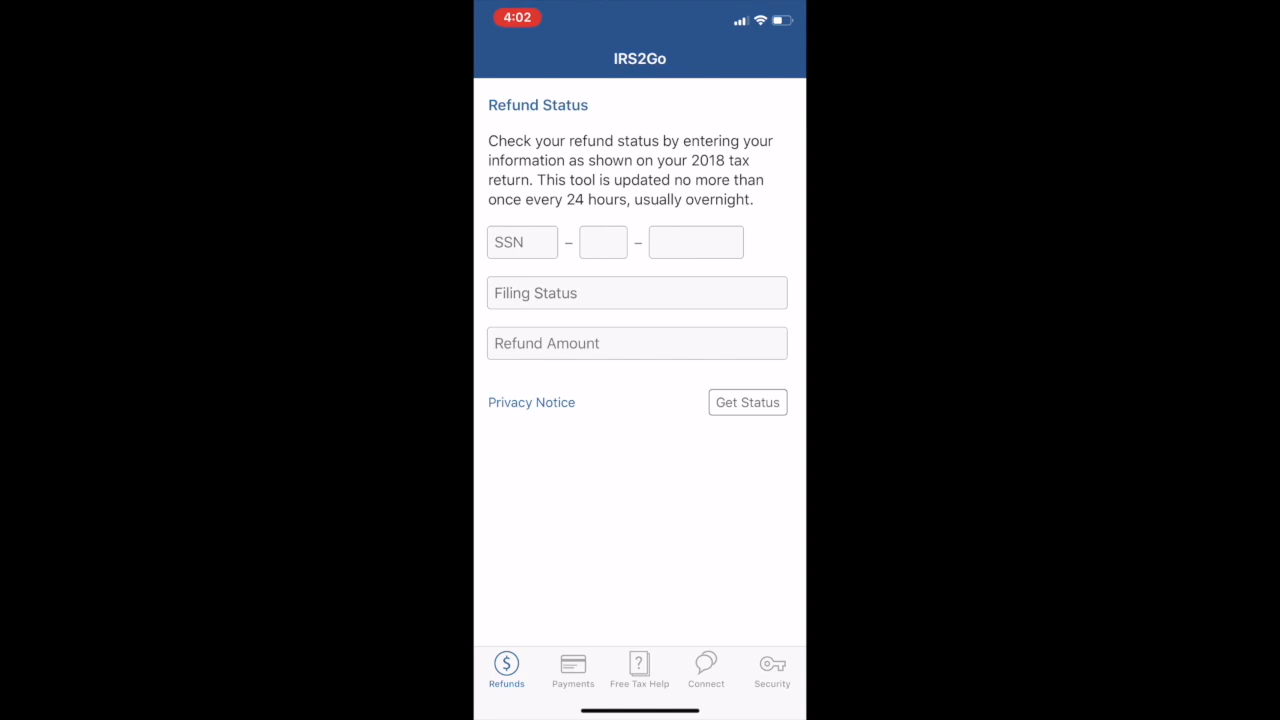 4:02
IRS2Go
Refund Status
Check your refund status by entering your
information as shown on your 2018 tax
return. This tool is updated no more than
once every 24 hours, usually overnight.
SSN – –
Filing Status
Refund Amount
Privacy Notice Get Status
$ ?
Refunds Payments Free Tax Help Connect Security